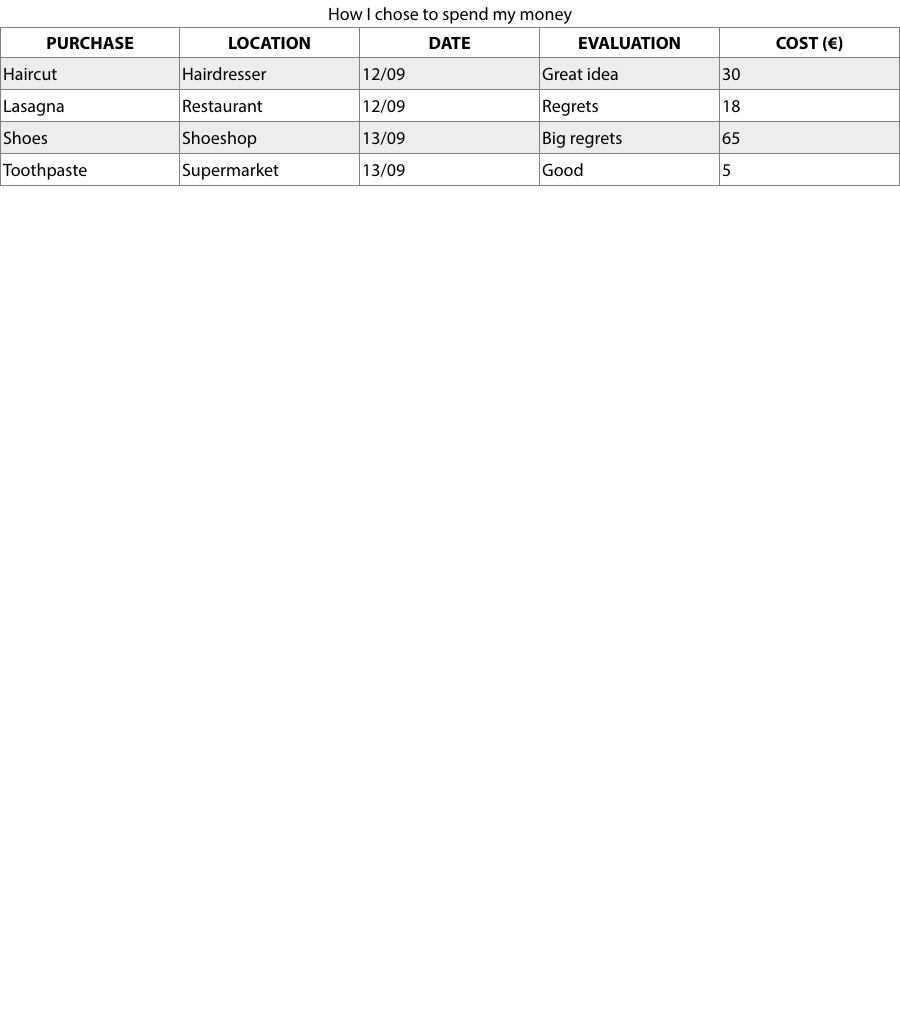 How I chose to spend my money
PURCHASE LOCATION DATE EVALUATION COST (€)
Haircut Hairdresser 12/09 Great idea 30
Lasagna Restaurant 12/09 Regrets 18
Shoes Shoeshop 13/09 Big regrets 65
Toothpaste Supermarket 13/09 Good 5